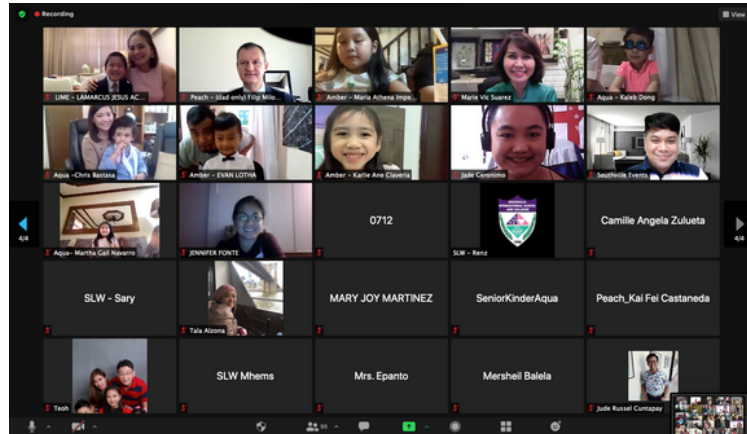 Recording
View
LIME - LAMARCUS JESUS AC...
Peach - (dad only) Filip Milo...
Amber - Maria Athena Impe...
Marie Vic Suarez
Aqua - Kaleb Dong
Aqua -Chris Bastasa
Amber - EVAN LOTHA
Amber - Karlie Ane Claveria
Jade Geronimo
Southville Events
4/4
4/4
Aqua- Martha Gail Navarro
JENNIFER FONTE
0712
SLW - Renz
Camille Angela Zulueta
SLW - Sary
Tala Alzona
MARY JOY MARTINEZ
SeniorKinderAqua
Peach_Kai Fei Castaneda
Teoh
SLW Mhems
Mrs. Epanto
Mersheil Balela
Jude Russel Cuntapay